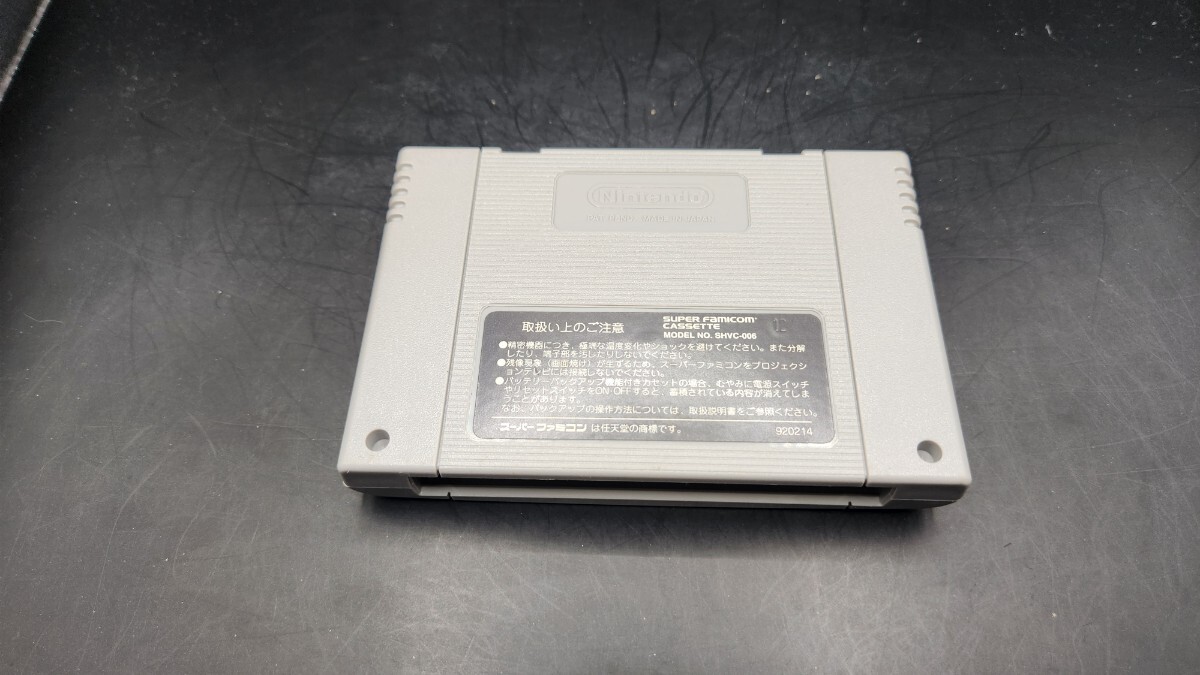 Nintendo
PAT. PEND. MADE IN JAPAN
取扱い上のご注意
SUPER FAMICOM
CASSETTE
MODEL NO. SHVC-006
12
●精密機器につき、極端な温度変化やショックを避けてください。また分解
したり、端子部を汚したりしないでください。
●残像現象（画面焼け）が生ずるため、スーパーファミコンをプロジェクシ
ョンテレビには接続しないでください。
●バッテリーバックアップ機能付きカセットの場合、むやみに電源スイッチ
やリセットスイッチをON・OFFすると、蓄積されている内容が消えてしま
うことがあります。
なお、バックアップの操作方法については、取扱説明書をご参照ください。
スーパーファミコンは任天堂の商標です。
920214